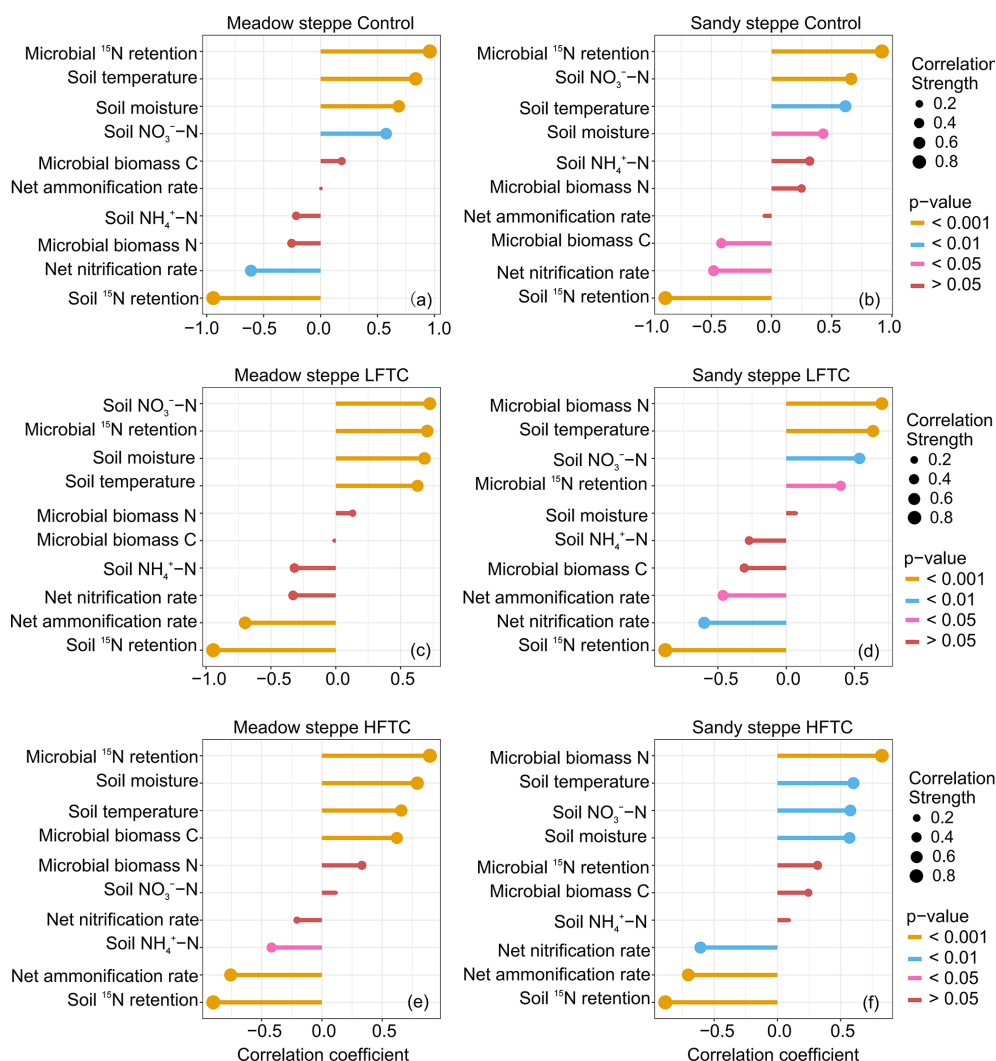 Meadow steppe Control
Microbial ¹⁵N retention
Soil temperature
Soil moisture
Soil NO₃⁻−N
Microbial biomass C
Net ammonification rate
Soil NH₄⁺−N
Microbial biomass N
Net nitrification rate
Soil ¹⁵N retention
(a)
−1.0 −0.5 0.0 0.5 1.0
Sandy steppe Control
Microbial ¹⁵N retention
Soil NO₃⁻−N
Soil temperature
Soil moisture
Soil NH₄⁺−N
Microbial biomass N
Net ammonification rate
Microbial biomass C
Net nitrification rate
Soil ¹⁵N retention
(b)
−1.0 −0.5 0.0 0.5 1.0
Correlation
Strength
0.2
0.4
0.6
0.8
p−value
< 0.001
< 0.01
< 0.05
> 0.05
Meadow steppe LFTC
Soil NO₃⁻−N
Microbial ¹⁵N retention
Soil moisture
Soil temperature
Microbial biomass N
Microbial biomass C
Soil NH₄⁺−N
Net nitrification rate
Net ammonification rate
Soil ¹⁵N retention
(c)
−1.0 −0.5 0.0 0.5
Sandy steppe LFTC
Microbial biomass N
Soil temperature
Soil NO₃⁻−N
Microbial ¹⁵N retention
Soil moisture
Soil NH₄⁺−N
Microbial biomass C
Net ammonification rate
Net nitrification rate
Soil ¹⁵N retention
(d)
−0.5 0.0 0.5
Correlation
Strength
0.2
0.4
0.6
0.8
p−value
< 0.001
< 0.01
< 0.05
> 0.05
Meadow steppe HFTC
Microbial ¹⁵N retention
Soil moisture
Soil temperature
Microbial biomass C
Microbial biomass N
Soil NO₃⁻−N
Net nitrification rate
Soil NH₄⁺−N
Net ammonification rate
Soil ¹⁵N retention
(e)
−0.5 0.0 0.5
Correlation coefficient
Sandy steppe HFTC
Microbial biomass N
Soil temperature
Soil NO₃⁻−N
Soil moisture
Microbial ¹⁵N retention
Microbial biomass C
Soil NH₄⁺−N
Net nitrification rate
Net ammonification rate
Soil ¹⁵N retention
(f)
−0.5 0.0 0.5
Correlation coefficient
Correlation
Strength
0.2
0.4
0.6
0.8
p−value
< 0.001
< 0.01
< 0.05
> 0.05